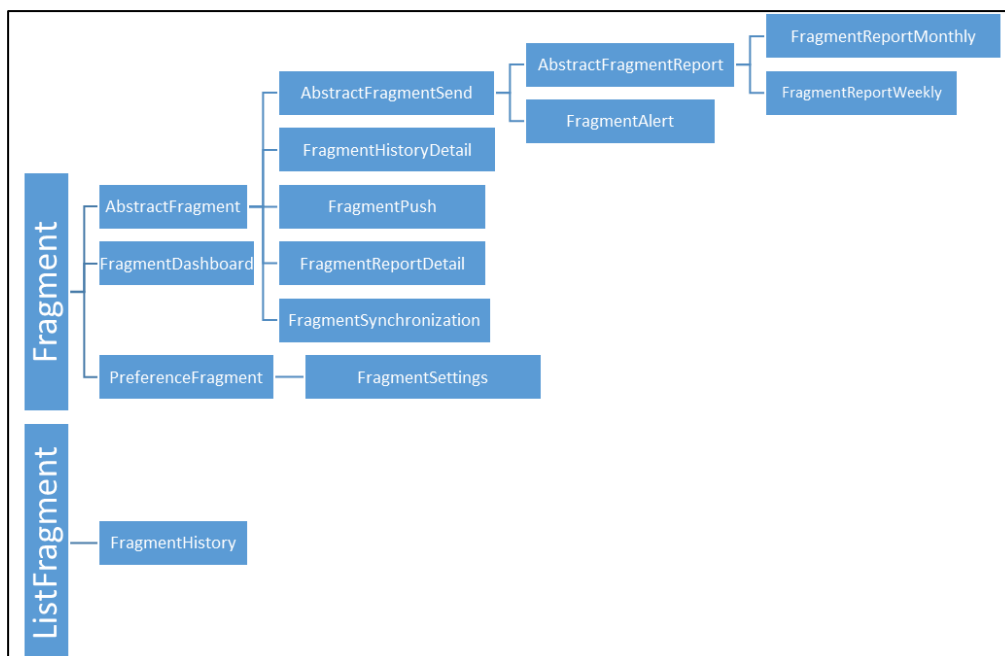 Fragment
AbstractFragment
AbstractFragmentSend
AbstractFragmentReport
FragmentReportMonthly
FragmentReportWeekly
FragmentAlert
FragmentHistoryDetail
FragmentPush
FragmentReportDetail
FragmentSynchronization
FragmentDashboard
PreferenceFragment
FragmentSettings
ListFragment
FragmentHistory